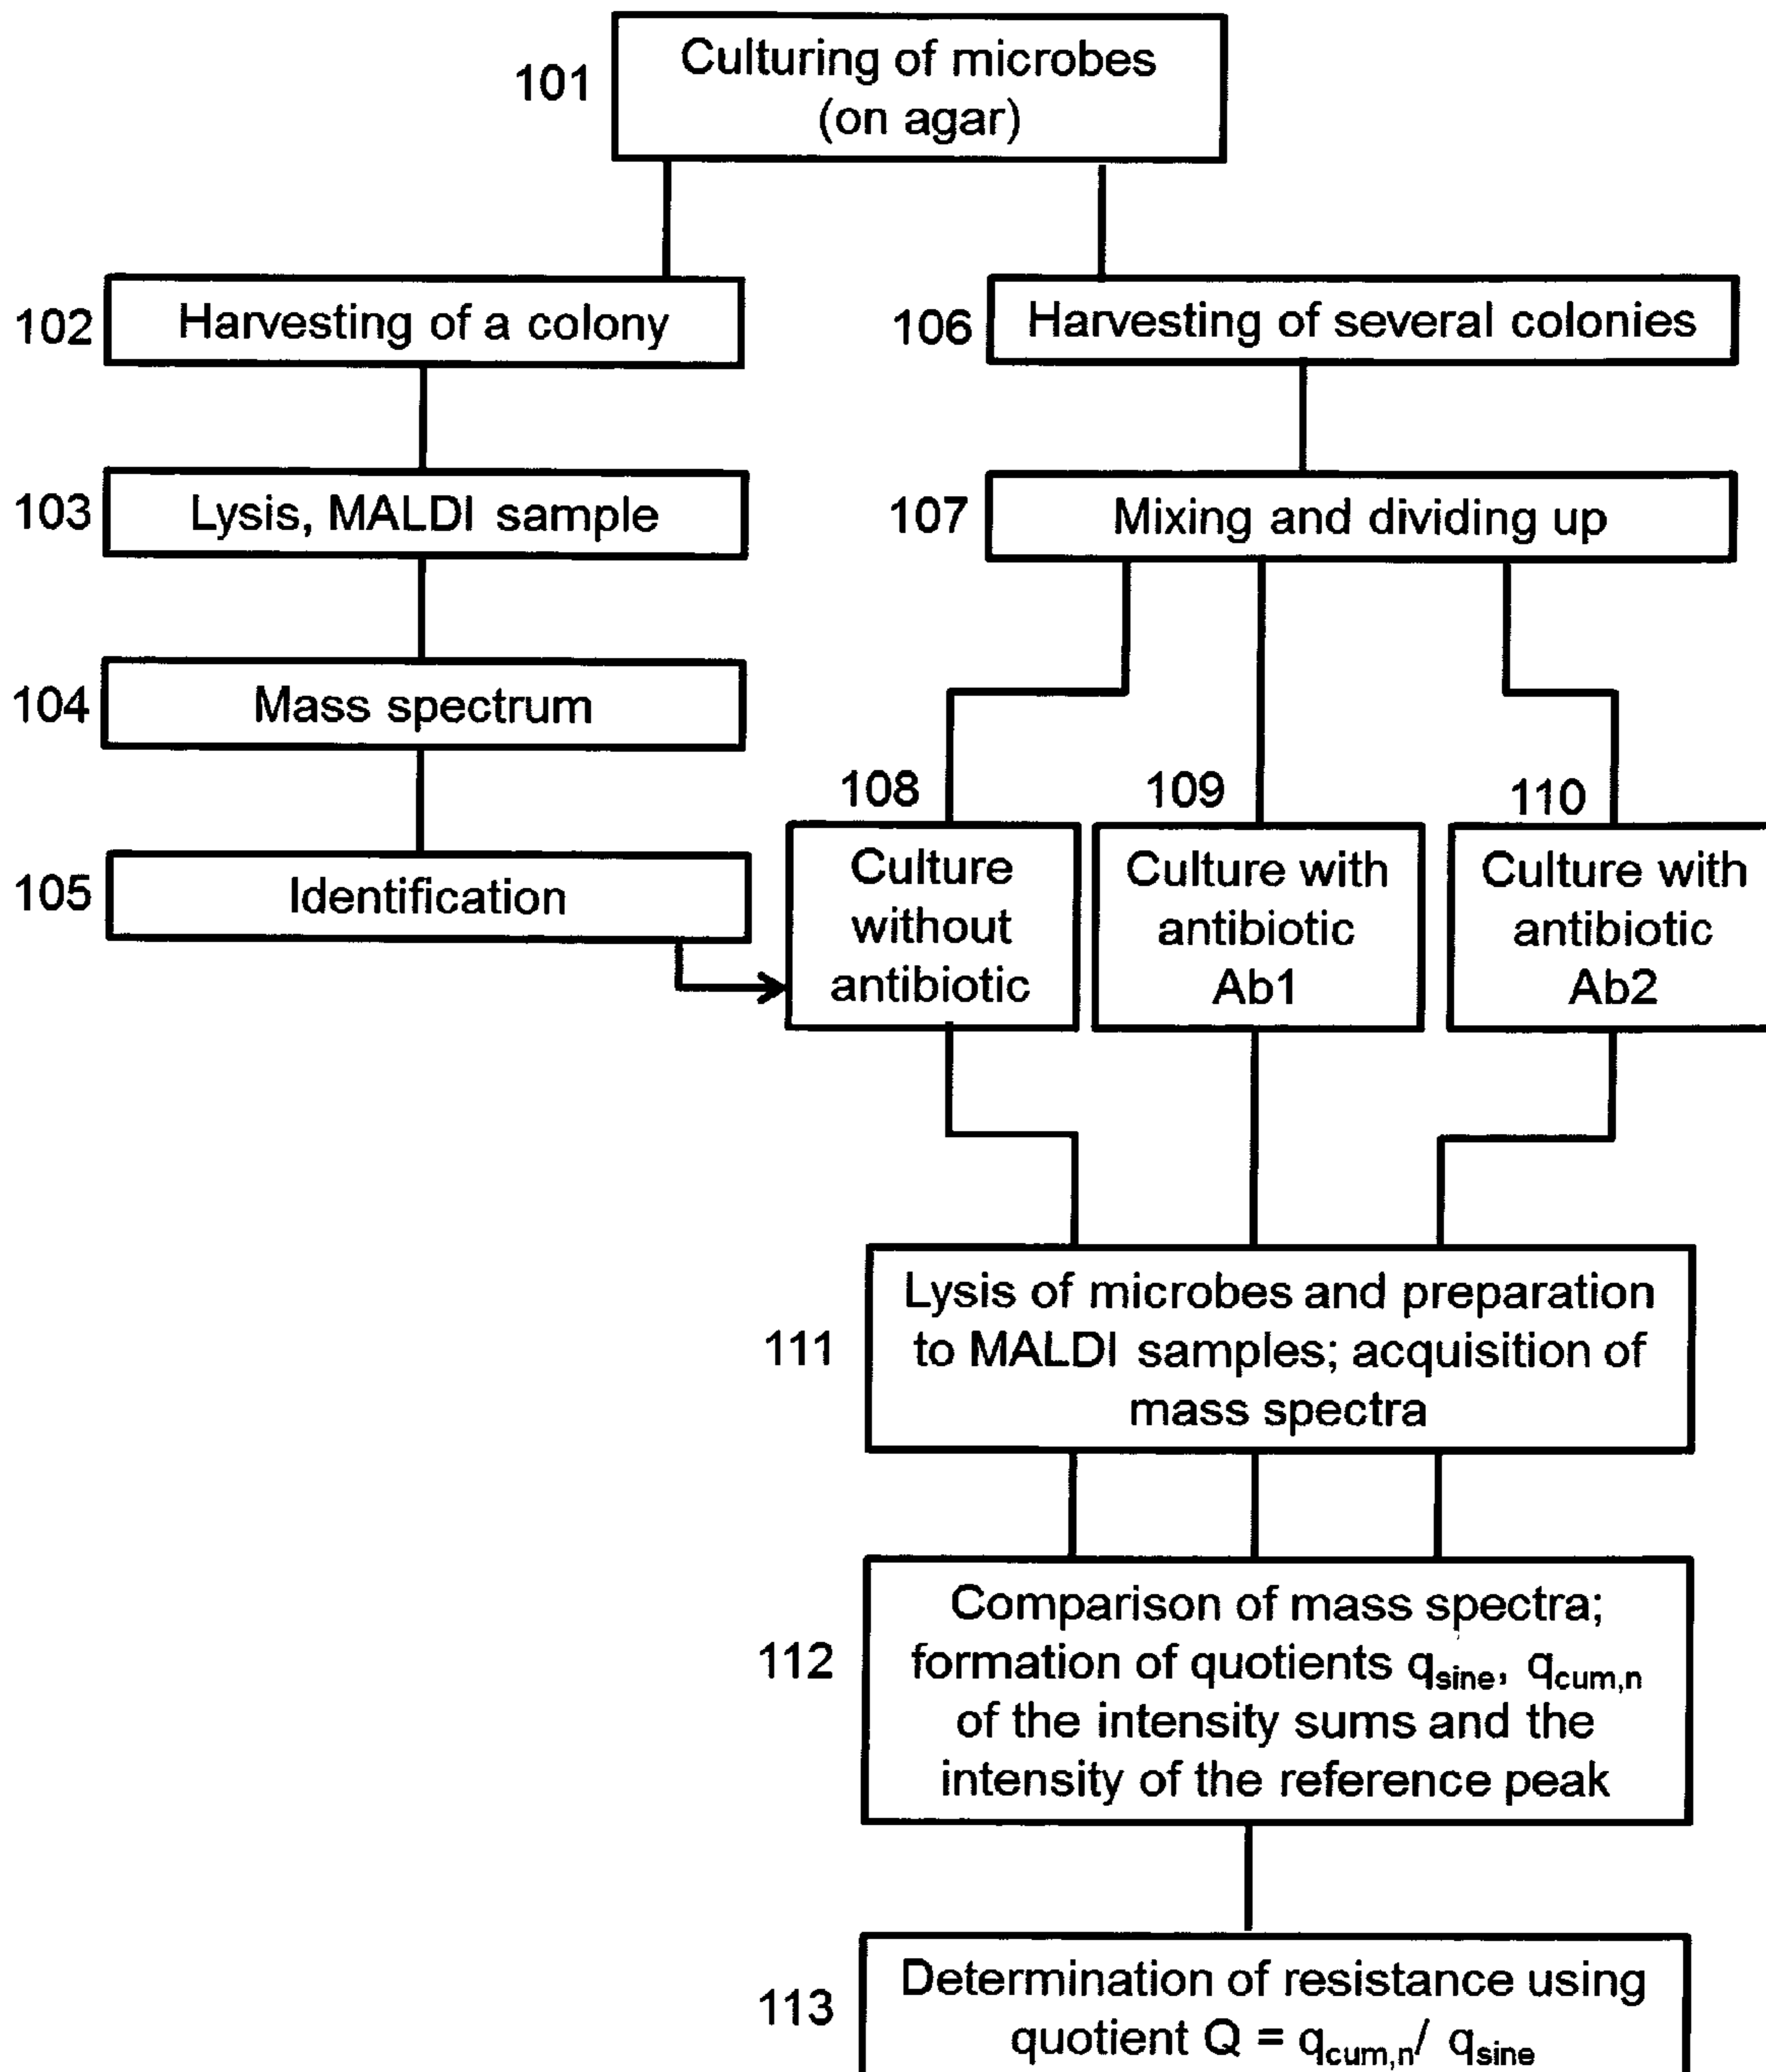 101
Culturing of microbes
(on agar)
102
Harvesting of a colony
106
Harvesting of several colonies
103
Lysis, MALDI sample
107
Mixing and dividing up
104
Mass spectrum
105
Identification
108
Culture
without
antibiotic
109
Culture with
antibiotic
Ab1
110
Culture with
antibiotic
Ab2
111
Lysis of microbes and preparation
to MALDI samples; acquisition of
mass spectra
112
Comparison of mass spectra;
formation of quotients qsine, qcum,n
of the intensity sums and the
intensity of the reference peak
113
Determination of resistance using
quotient Q = qcum,n/ qsine